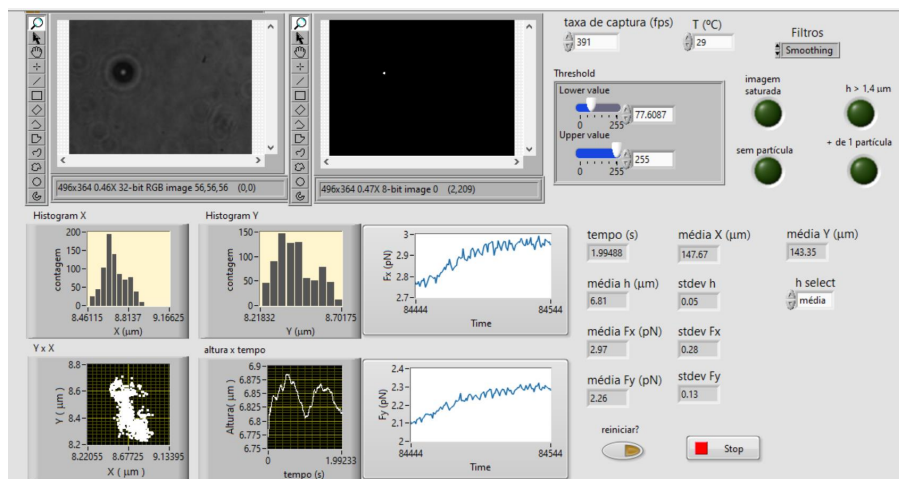 taxa de captura (fps)
391
T (ºC)
29
Filtros
Smoothing
Threshold
Lower value
0
255
77.6087
Upper value
0
255
255
imagem
saturada
h > 1,4 µm
sem partícula
+ de 1 partícula
496x364 0.46X 32-bit RGB image 56,56,56 (0,0)
496x364 0.47X 8-bit image 0 (2,209)
Histogram X
contagem
200
150
100
50
0
8.46115
8.8137
9.16625
X (µm)
Histogram Y
contagem
150
100
50
0
8.21832
8.70175
Y (µm)
Fx (pN)
3
2.9
2.8
2.7
84444
84544
Time
tempo (s)
1.99488
média X (µm)
147.67
média Y (µm)
143.35
média h (µm)
6.81
stdev h
0.05
h select
média
média Fx (pN)
2.97
stdev Fx
0.28
média Fy (pN)
2.26
stdev Fy
0.13
Y x X
Y ( µm )
8.8
8.6
8.4
8.2
8.22055
8.67725
9.13395
X ( µm )
altura x tempo
Altura( µm )
6.9
6.875
6.85
6.825
6.8
6.775
6.75
0
1.99233
tempo (s)
Fy (pN)
2.4
2.3
2.2
2.1
2
84444
84544
Time
reiniciar?
Stop